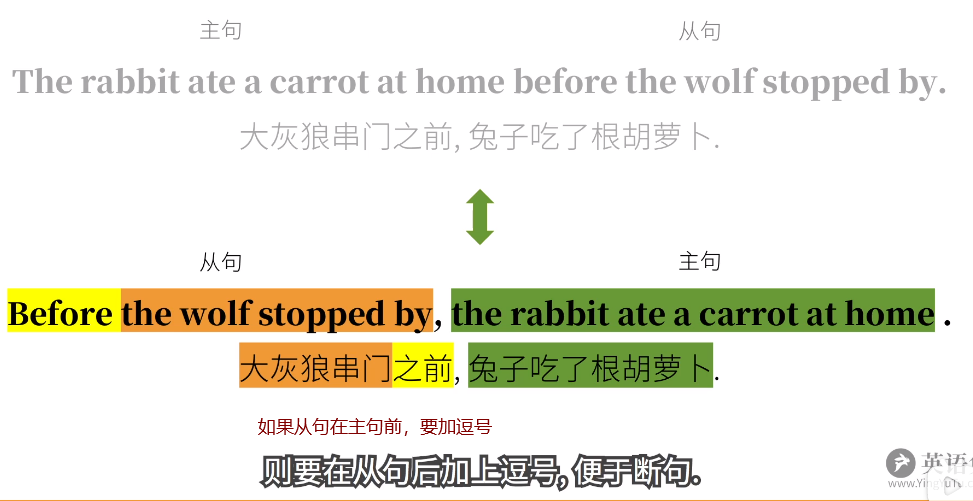 主句 从句
The rabbit ate a carrot at home before the wolf stopped by.
大灰狼串门之前, 兔子吃了根胡萝卜.
从句 主句
Before the wolf stopped by, the rabbit ate a carrot at home .
大灰狼串门之前, 兔子吃了根胡萝卜.
如果从句在主句前，要加逗号
则要在从句后加上逗号, 便于断句.
英语